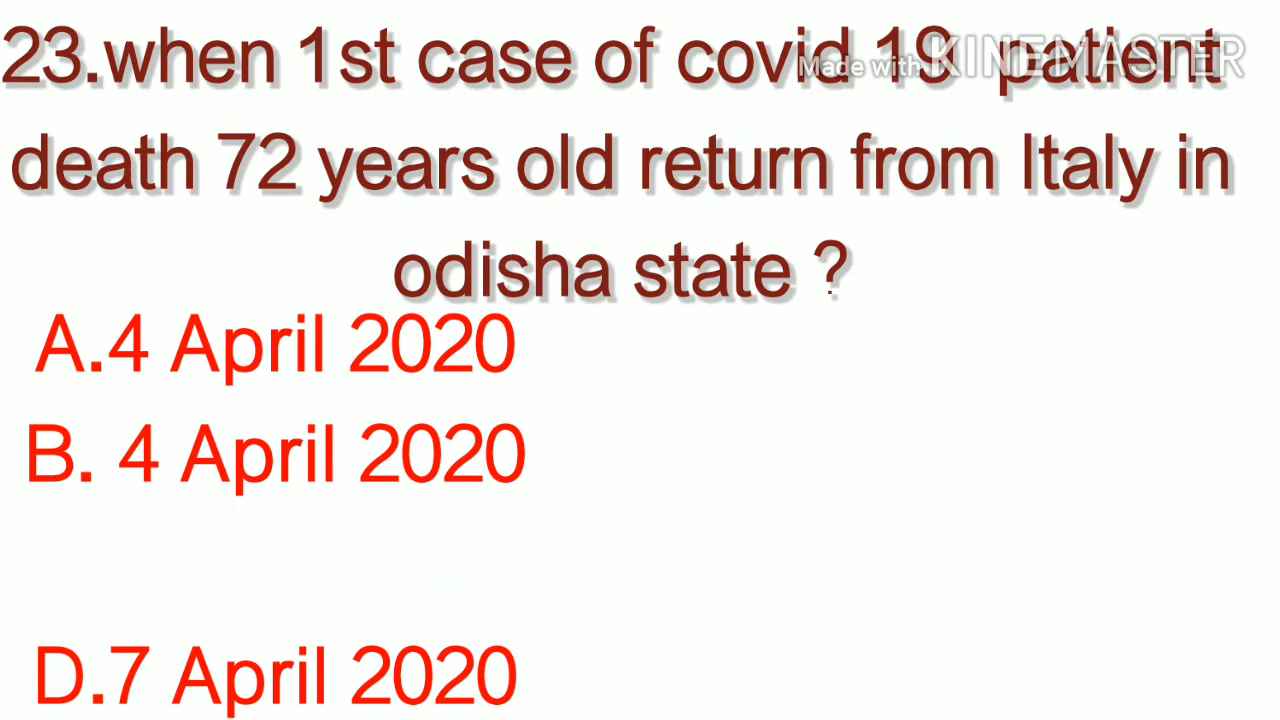 23.when 1st case of covid 19 patient
Made with KINEMASTER
death 72 years old return from Italy in
odisha state ?
A.4 April 2020
B. 4 April 2020
D.7 April 2020